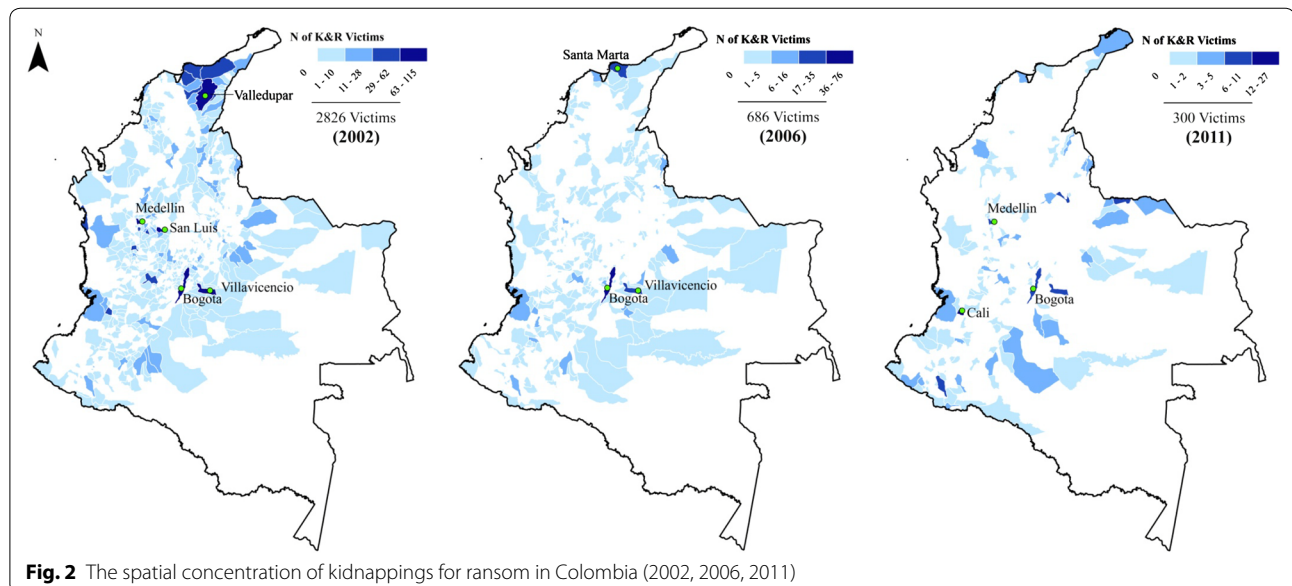 N
N of K&R Victims
0
1-10
11-28
29-62
63-115
2826 Victims
(2002)
Valledupar
Medellin
San Luis
Villavicencio
Bogota
N of K&R Victims
0
1 - 5
6-16
17-35
36-76
686 Victims
(2006)
Santa Marta
Villavicencio
Bogota
N of K&R Victims
0
1 - 2
3-5
6-11
12-27
300 Victims
(2011)
Medellin
Bogota
Cali
Fig. 2 The spatial concentration of kidnappings for ransom in Colombia (2002, 2006, 2011)